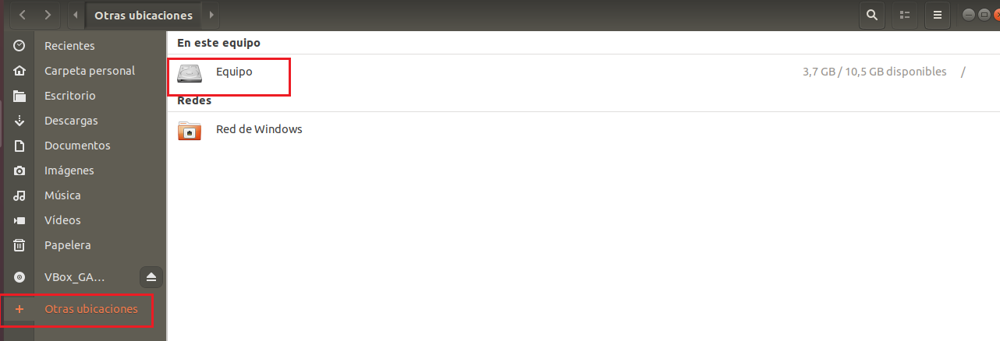 Otras ubicaciones
Recientes
Carpeta personal
Escritorio
Descargas
Documentos
Imágenes
Música
Vídeos
Papelera
VBox_GA…
Otras ubicaciones
En este equipo
Equipo 3,7 GB / 10,5 GB disponibles /
Redes
Red de Windows